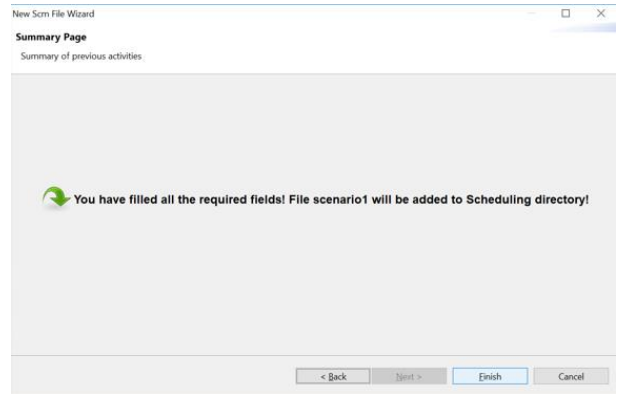 New Scm File Wizard
Summary Page
Summary of previous activities
You have filled all the required fields! File scenario1 will be added to Scheduling directory!
< Back Next > Finish Cancel